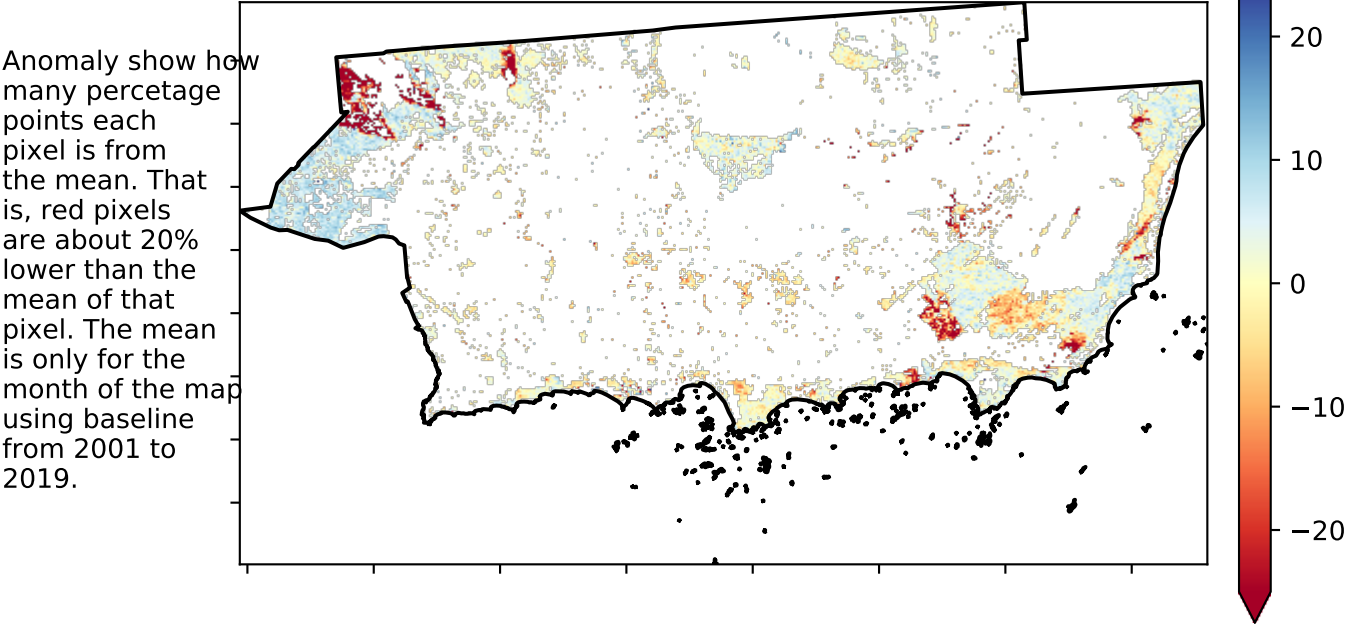 Anomaly show how
many percetage
points each
pixel is from
the mean. That
is, red pixels
are about 20%
lower than the
mean of that
pixel. The mean
is only for the
month of the map
using baseline
from 2001 to
2019.
20
10
0
−10
−20